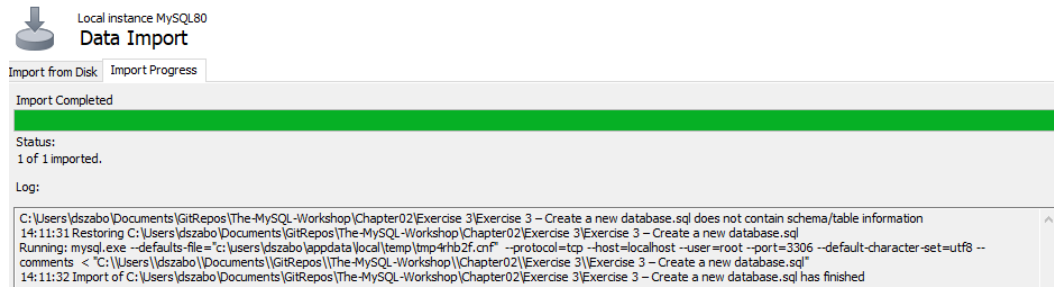 Local instance MySQL80
Data Import
Import from Disk Import Progress
Import Completed
Status:
1 of 1 imported.
Log:
C:\Users\dszabo\Documents\GitRepos\The-MySQL-Workshop\Chapter02\Exercise 3\Exercise 3 – Create a new database.sql does not contain schema/table information
14:11:31 Restoring C:\Users\dszabo\Documents\GitRepos\The-MySQL-Workshop\Chapter02\Exercise 3\Exercise 3 – Create a new database.sql
Running: mysql.exe --defaults-file="c:\users\dszabo\appdata\local\temp\tmp4rhb2f.cnf" --protocol=tcp --host=localhost --user=root --port=3306 --default-character-set=utf8 --
comments < "C:\\Users\\dszabo\\Documents\\GitRepos\\The-MySQL-Workshop\\Chapter02\\Exercise 3\\Exercise 3 – Create a new database.sql"
14:11:32 Import of C:\Users\dszabo\Documents\GitRepos\The-MySQL-Workshop\Chapter02\Exercise 3\Exercise 3 – Create a new database.sql has finished